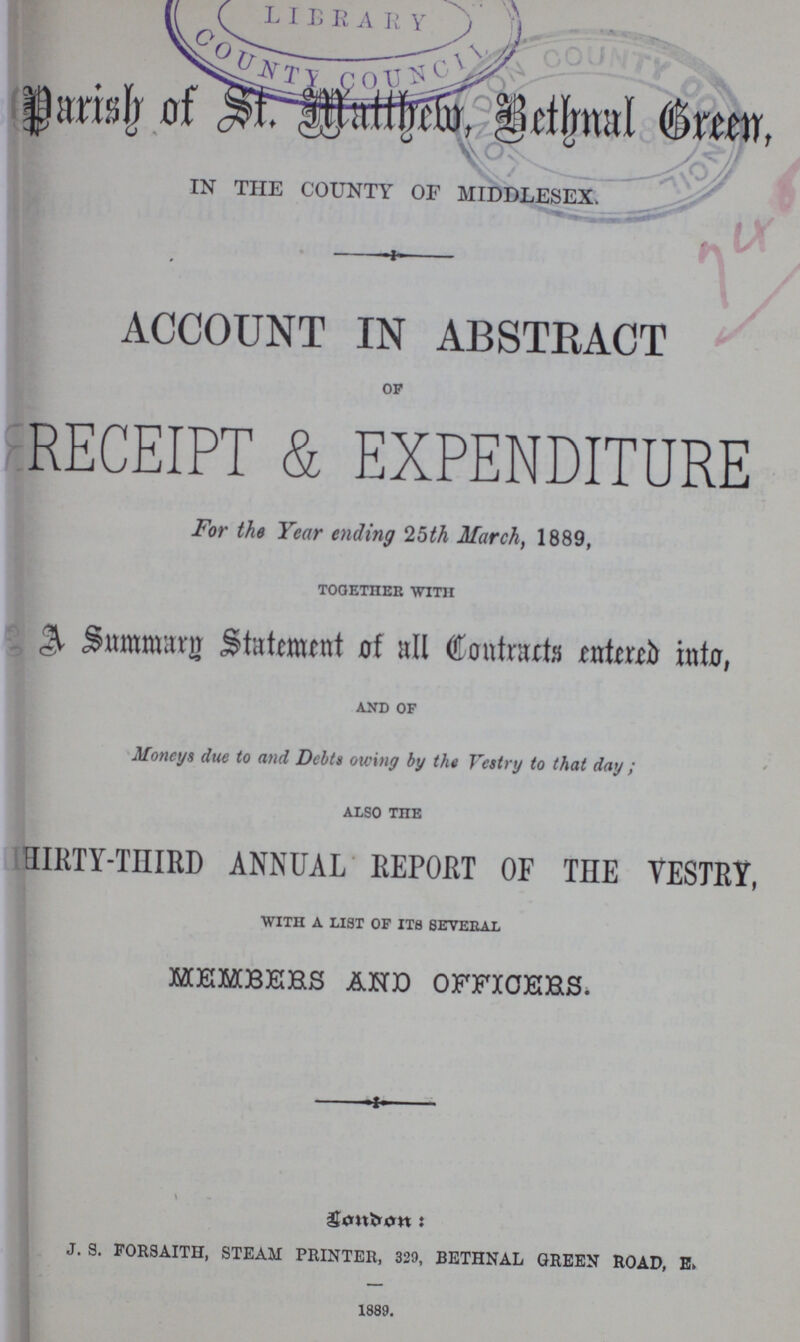 LIBRARY
COUNTY COUNCIL
Parish of St. Matthew, Bethnal Green,
IN THE COUNTY OF MIDDLESEX.
ACCOUNT IN ABSTRACT
OF
RECEIPT & EXPENDITURE
For the Year ending 25th March, 1889,
TOGETHER WITH
A Summary Statement of all Contracts entered into,
AND OF
Moneys due to and Debts owing by the Vestry to that day;
ALSO THE
HIRTY-THIRD ANNUAL REPORT OF THE VESTRY,
WITH A LIST OF ITS SEVERAL
MEMBERS AND OFFICERS.
London:
J. S. FORSAITH, STEAM PRINTER, 329, BETHNAL GREEN ROAD, E.
1889.